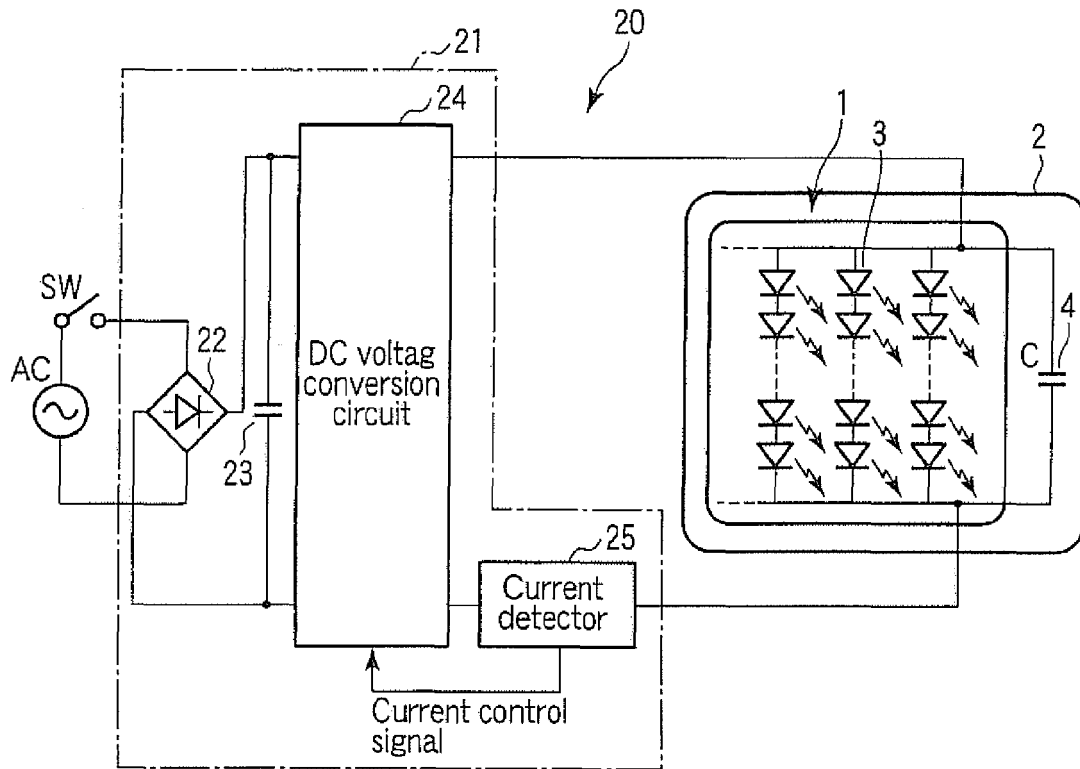 21
20
24
1
3
2
SW
22
AC
DC voltag
conversion
circuit
C
4
23
25
Current
detector
Current control
signal